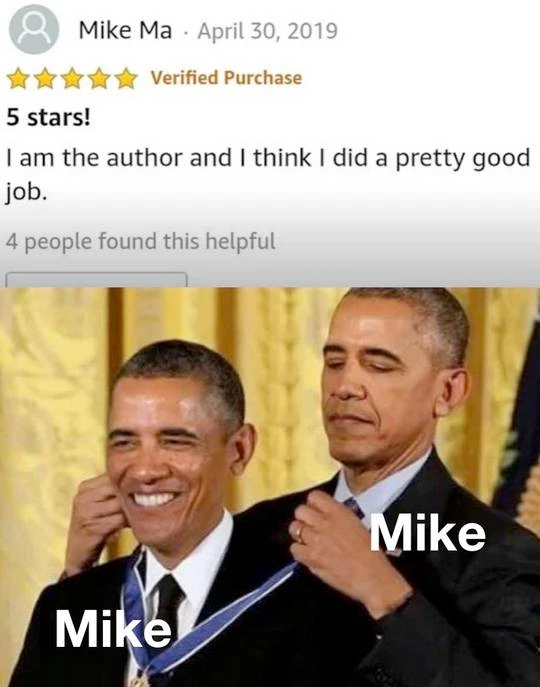 Mike Ma · April 30, 2019
Verified Purchase
5 stars!
I am the author and I think I did a pretty good
job.
4 people found this helpful
Mike
Mike